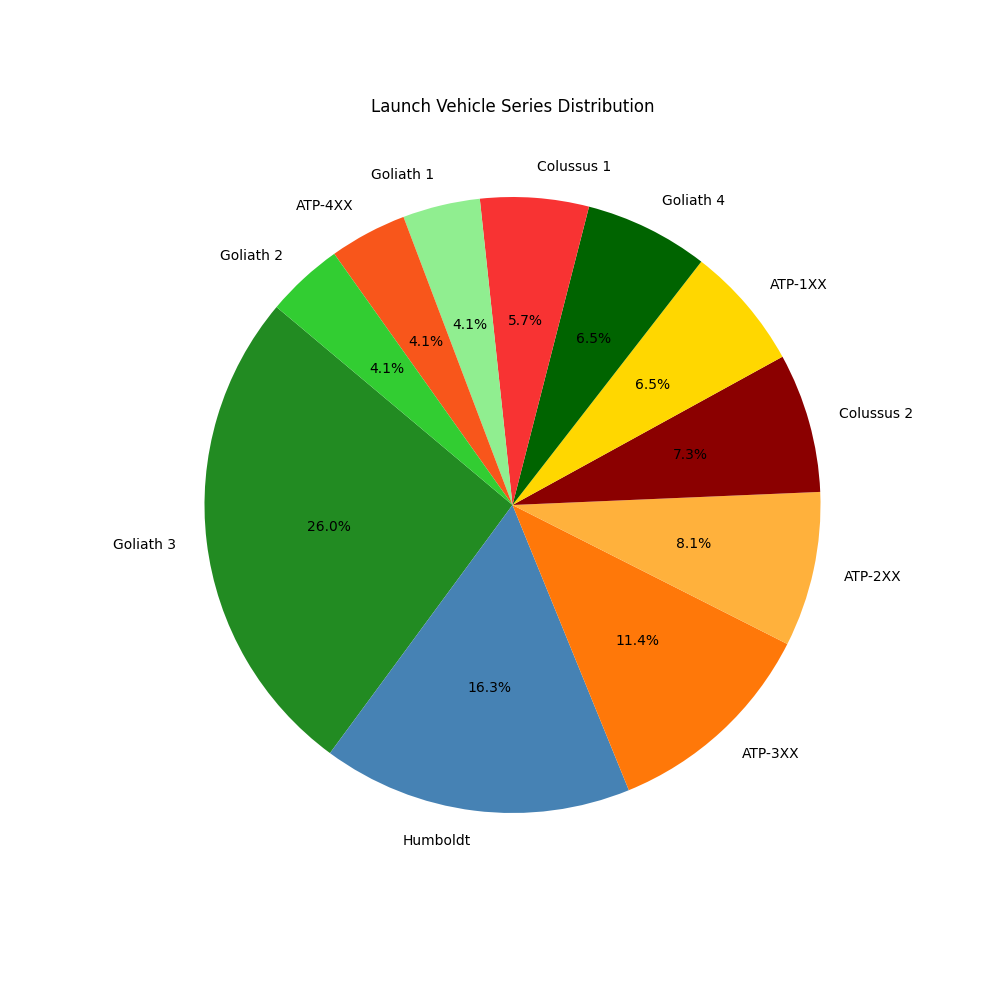 Launch Vehicle Series Distribution
Colussus 1
Goliath 1
Goliath 4
ATP-4XX
Goliath 2
ATP-1XX
5.7%
4.1%
6.5%
4.1%
4.1%
6.5%
Colussus 2
7.3%
26.0%
Goliath 3
8.1%
ATP-2XX
11.4%
16.3%
ATP-3XX
Humboldt